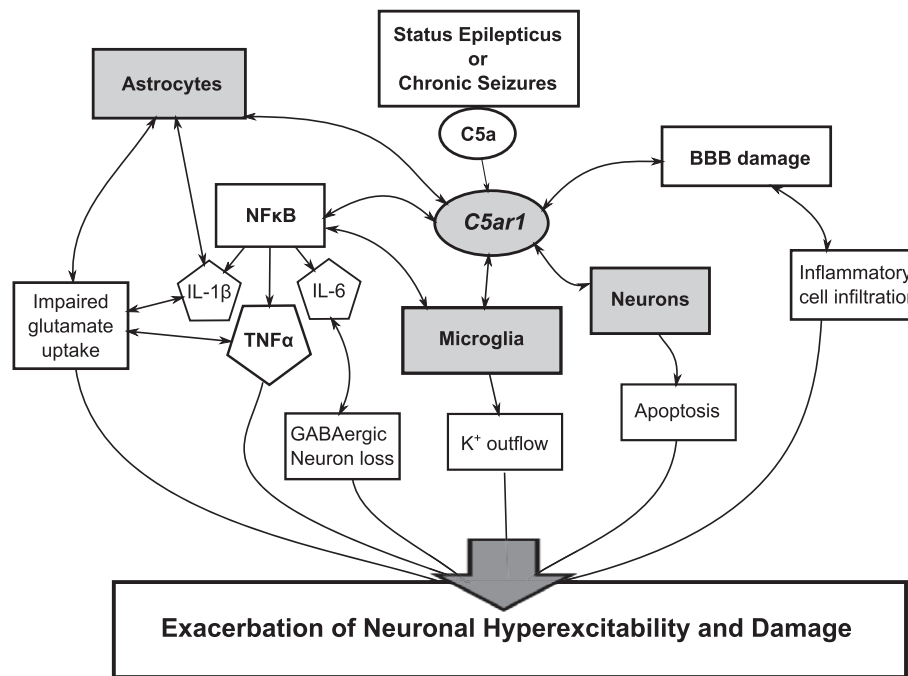 Status Epilepticus
or
Chronic Seizures
Astrocytes
C5a
BBB damage
NFκB
C5ar1
IL-1β
IL-6
Impaired
glutamate
uptake
TNFα
Microglia
Neurons
Inflammatory
cell infiltration
Apoptosis
GABAergic
Neuron loss
K⁺ outflow
Exacerbation of Neuronal Hyperexcitability and Damage